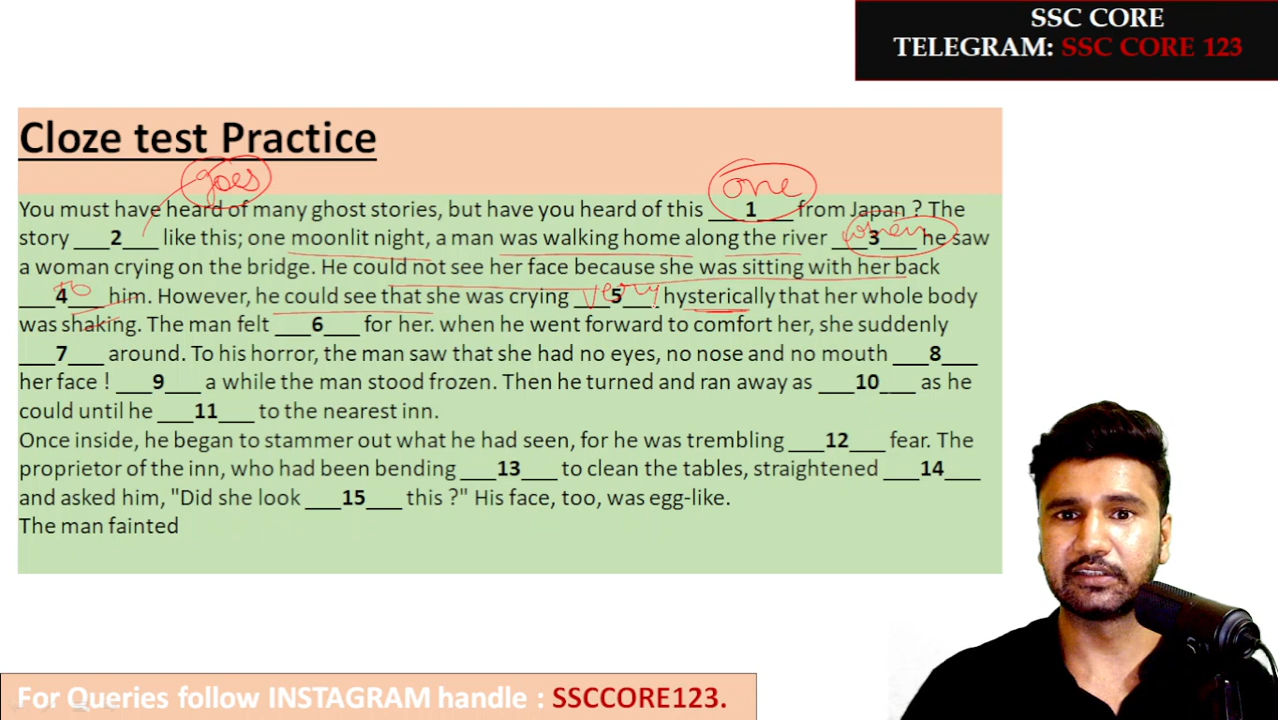 SSC CORE
TELEGRAM: SSC CORE 123
Cloze test Practice
goes
one
You must have heard of many ghost stories, but have you heard of this ___1___ from Japan ? The
story ___2___ like this; one moonlit night, a man was walking home along the river ___3___ he saw
when
a woman crying on the bridge. He could not see her face because she was sitting with her back
___4___ him. However, he could see that she was crying ___5___ hysterically that her whole body
to
very
was shaking. The man felt ___6___ for her. when he went forward to comfort her, she suddenly
___7___ around. To his horror, the man saw that she had no eyes, no nose and no mouth ___8___
her face ! ___9___ a while the man stood frozen. Then he turned and ran away as ___10___ as he
could until he ___11___ to the nearest inn.
Once inside, he began to stammer out what he had seen, for he was trembling ___12___ fear. The
proprietor of the inn, who had been bending ___13___ to clean the tables, straightened ___14___
and asked him, "Did she look ___15___ this ?" His face, too, was egg-like.
The man fainted
For Queries follow INSTAGRAM handle : SSCCORE123.